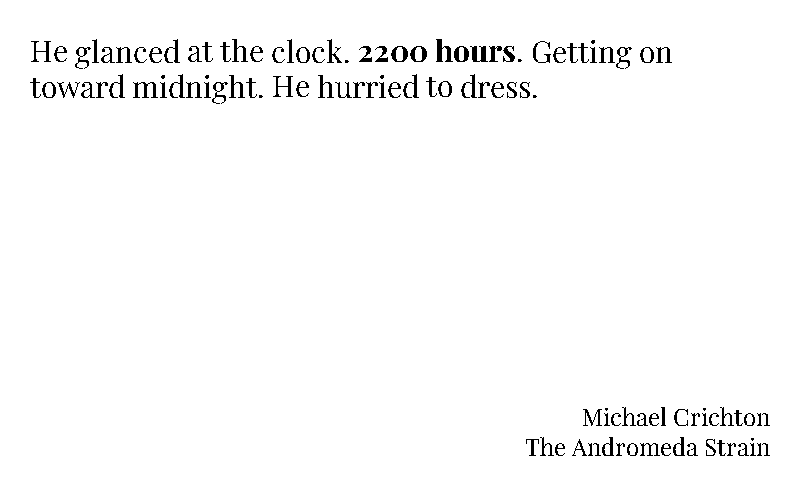 He glanced at the clock. 2200 hours. Getting on
toward midnight. He hurried to dress.
Michael Crichton
The Andromeda Strain